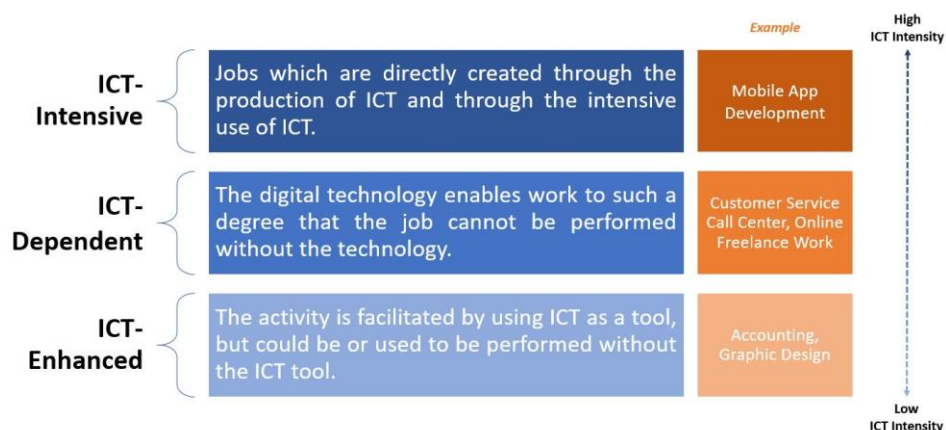 Example
High
ICT Intensity
ICT-
Intensive
Jobs which are directly created through the
production of ICT and through the intensive
use of ICT.
Mobile App
Development
ICT-
Dependent
The digital technology enables work to such a
degree that the job cannot be performed
without the technology.
Customer Service
Call Center, Online
Freelance Work
ICT-
Enhanced
The activity is facilitated by using ICT as a tool,
but could be or used to be performed without
the ICT tool.
Accounting,
Graphic Design
Low
ICT Intensity